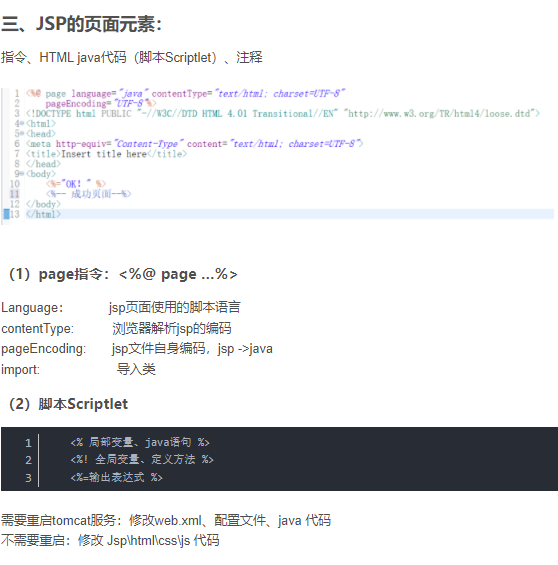 三、JSP的页面元素：
指令、HTML java代码（脚本Scriptlet）、注释
1 <%@ page language="java" contentType="text/html; charset=UTF-8"
2 pageEncoding="UTF-8"%>
3 <!DOCTYPE html PUBLIC "-//W3C//DTD HTML 4.01 Transitional//EN" "http://www.w3.org/TR/html4/loose.dtd">
4 <html>
5 <head>
6 <meta http-equiv="Content-Type" content="text/html; charset=UTF-8">
7 <title>Insert title here</title>
8 </head>
9 <body>
10 <%="OK！" %>
11 <%-- 成功页面--%>
12 </body>
13 </html>
（1）page指令：<%@ page ...%>
Language： jsp页面使用的脚本语言
contentType: 浏览器解析jsp的编码
pageEncoding: jsp文件自身编码，jsp ->java
import: 导入类
（2）脚本Scriptlet
1 <% 局部变量、java语句 %>
2 <%! 全局变量、定义方法 %>
3 <%=输出表达式 %>
需要重启tomcat服务：修改web.xml、配置文件、java 代码
不需要重启：修改 Jsp\html\css\js 代码